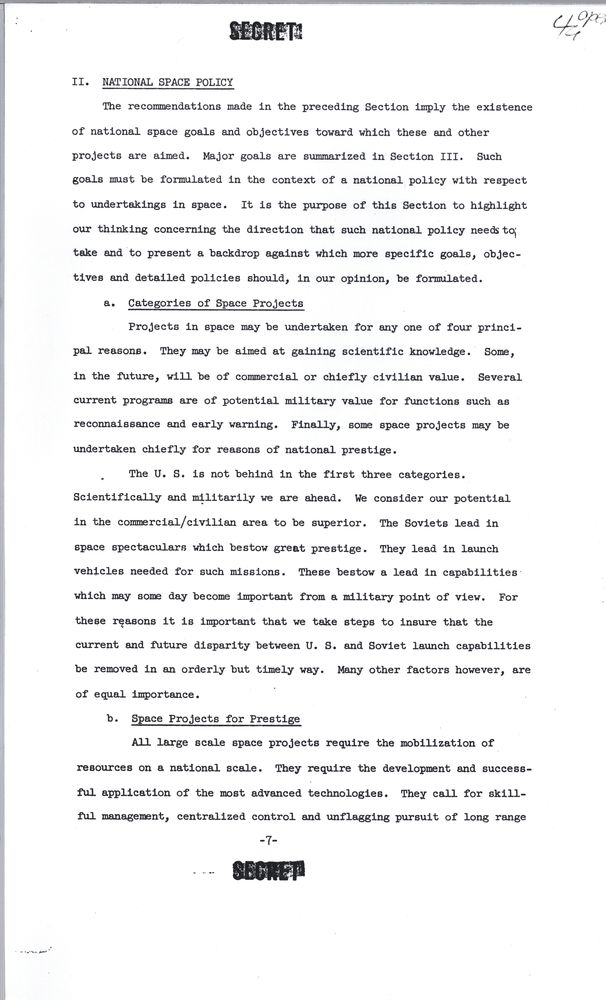 SECRET
II. NATIONAL SPACE POLICY
The recommendations made in the preceding Section imply the existence
of national space goals and objectives toward which these and other
projects are aimed. Major goals are summarized in Section III. Such
goals must be formulated in the context of a national policy with respect
to undertakings in space. It is the purpose of this Section to highlight
our thinking concerning the direction that such national policy needs to
take and to present a backdrop against which more specific goals, objec-
tives and detailed policies should, in our opinion, be formulated.
a. Categories of Space Projects
Projects in space may be undertaken for any one of four princi-
pal reasons. They may be aimed at gaining scientific knowledge. Some,
in the future, will be of commercial or chiefly civilian value. Several
current programs are of potential military value for functions such as
reconnaissance and early warning. Finally, some space projects may be
undertaken chiefly for reasons of national prestige.
The U. S. is not behind in the first three categories.
Scientifically and militarily we are ahead. We consider our potential
in the commercial/civilian area to be superior. The Soviets lead in
space spectaculars which bestow great prestige. They lead in launch
vehicles needed for such missions. These bestow a lead in capabilities
which may some day become important from a military point of view. For
these reasons it is important that we take steps to insure that the
current and future disparity between U. S. and Soviet launch capabilities
be removed in an orderly but timely way. Many other factors however, are
of equal importance.
b. Space Projects for Prestige
All large scale space projects require the mobilization of
resources on a national scale. They require the development and success-
ful application of the most advanced technologies. They call for skill-
ful management, centralized control and unflagging pursuit of long range
-7-
SECRET